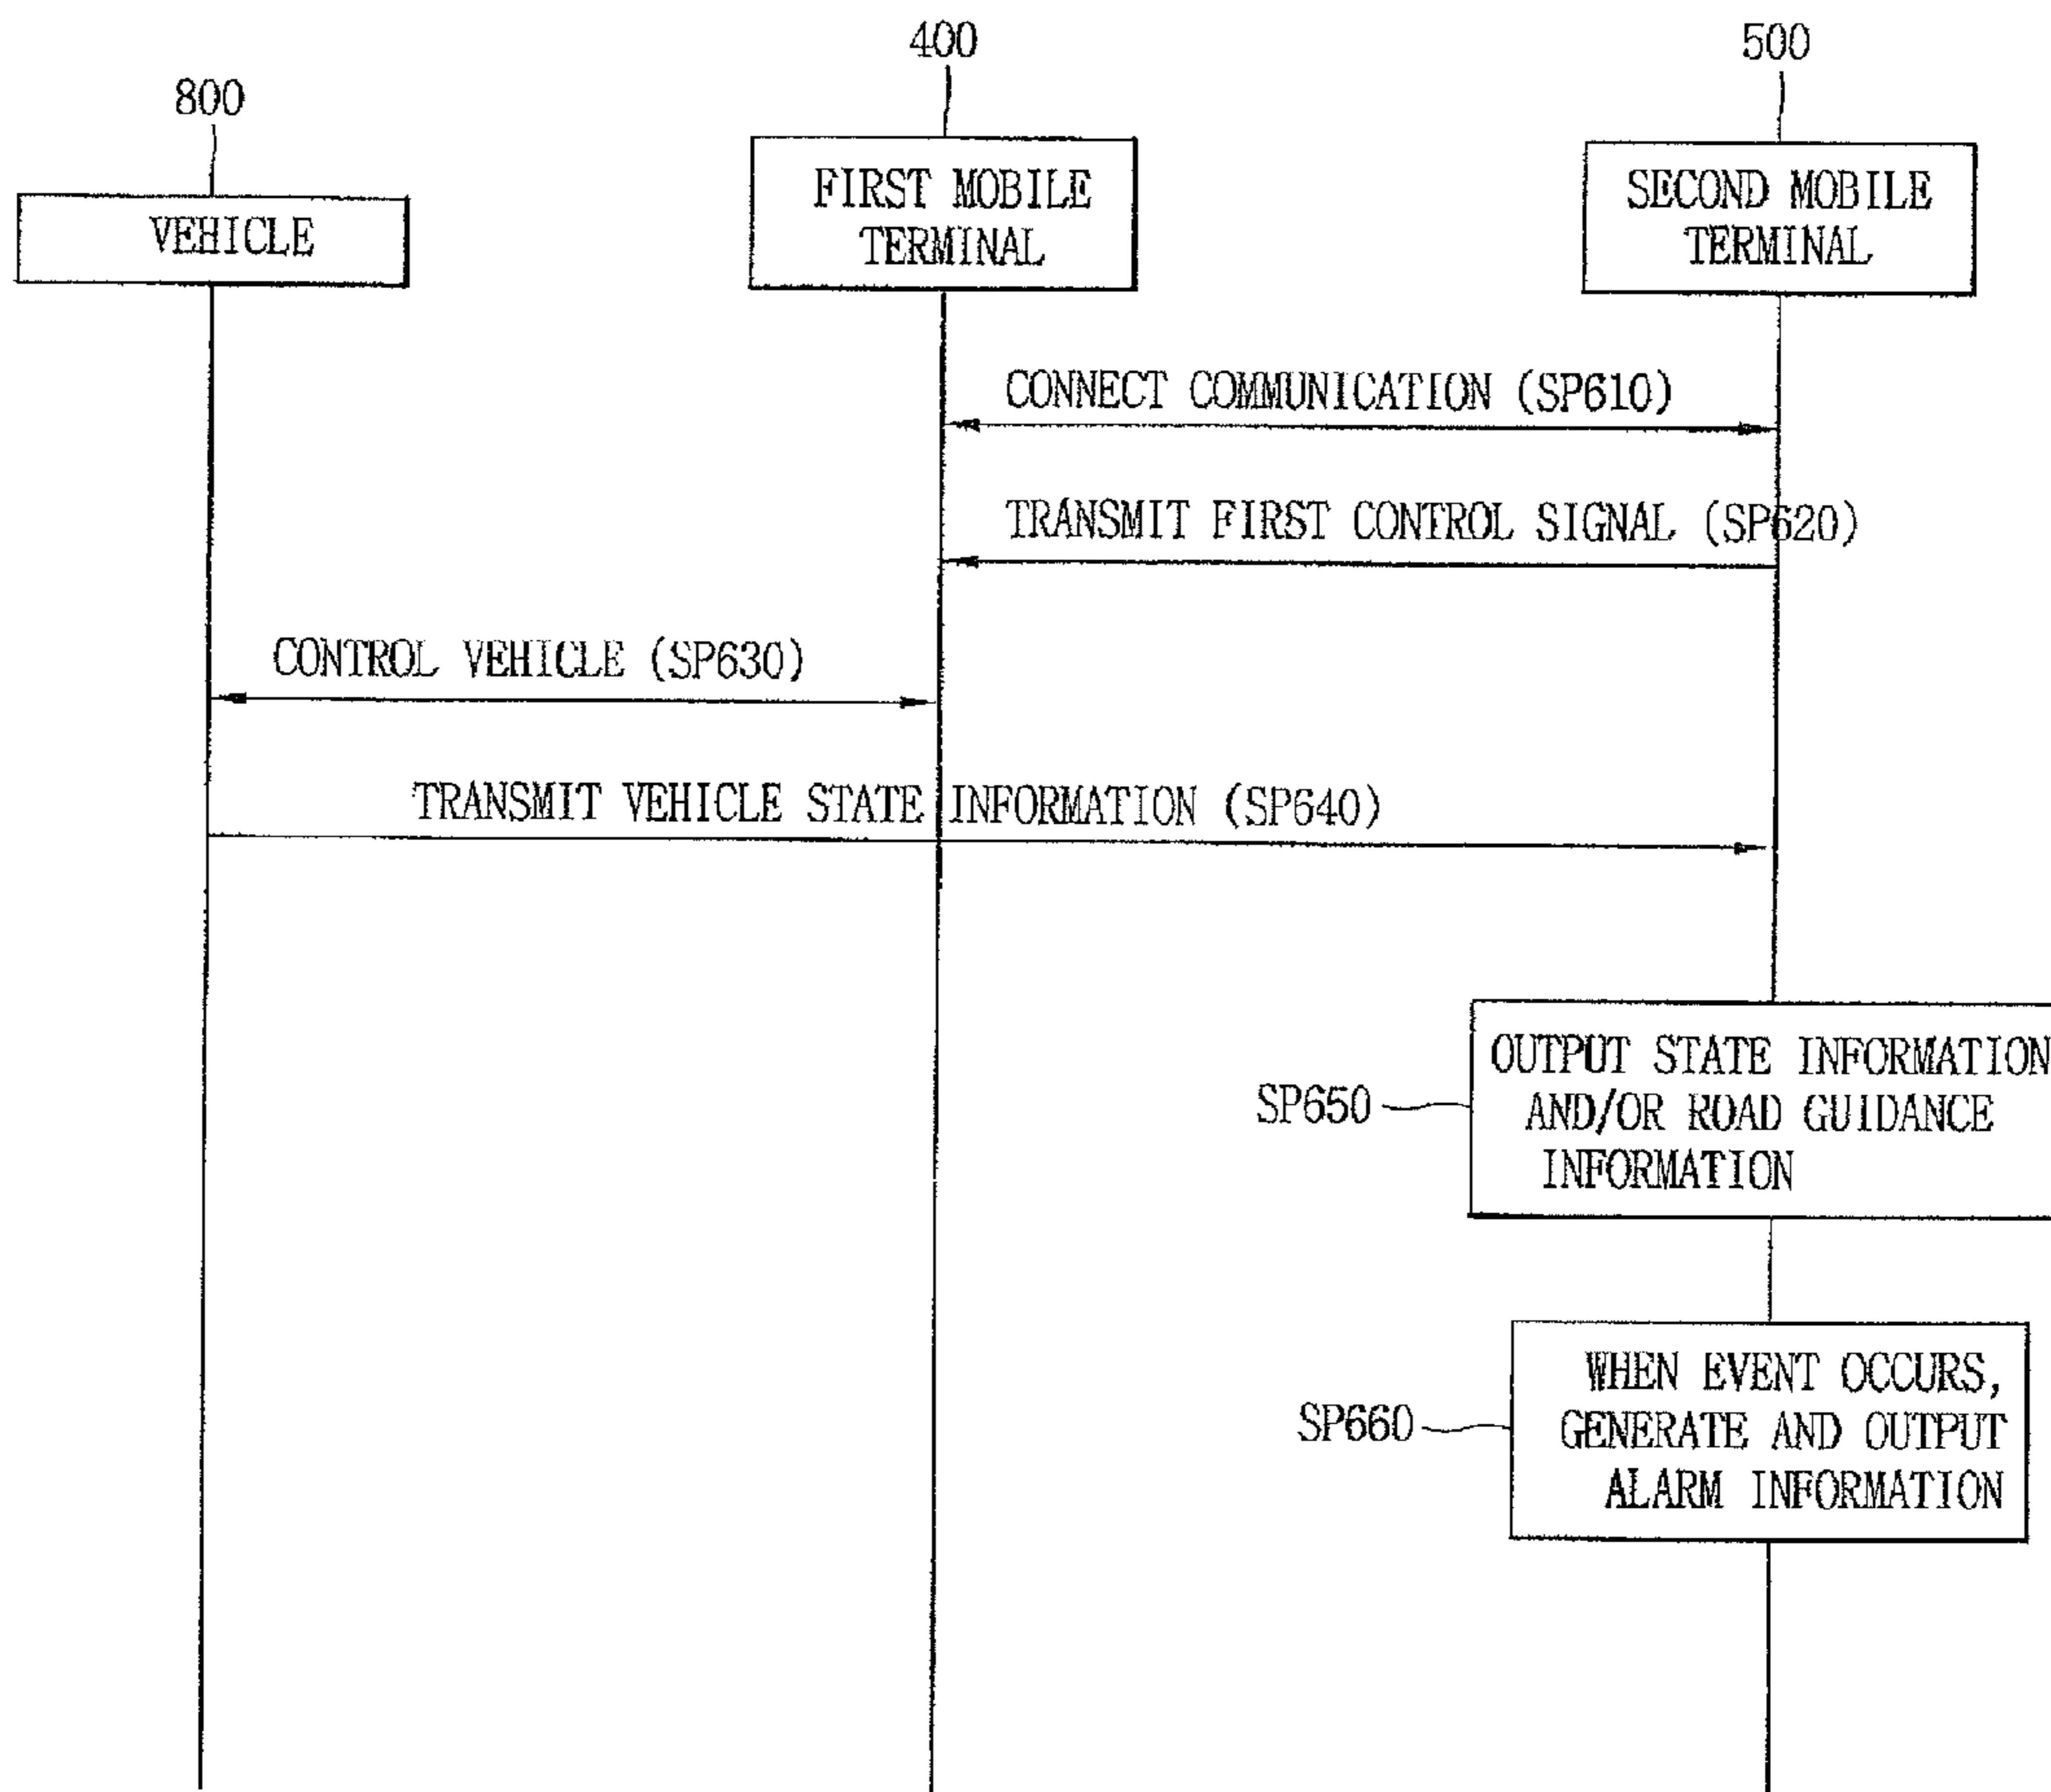 400
500
800
FIRST MOBILE
TERMINAL
SECOND MOBILE
TERMINAL
VEHICLE
CONNECT COMMUNICATION (SP610)
TRANSMIT FIRST CONTROL SIGNAL (SP620)
CONTROL VEHICLE (SP630)
TRANSMIT VEHICLE STATE INFORMATION (SP640)
OUTPUT STATE INFORMATION
AND/OR ROAD GUIDANCE
INFORMATION
SP650
WHEN EVENT OCCURS,
GENERATE AND OUTPUT
ALARM INFORMATION
SP660